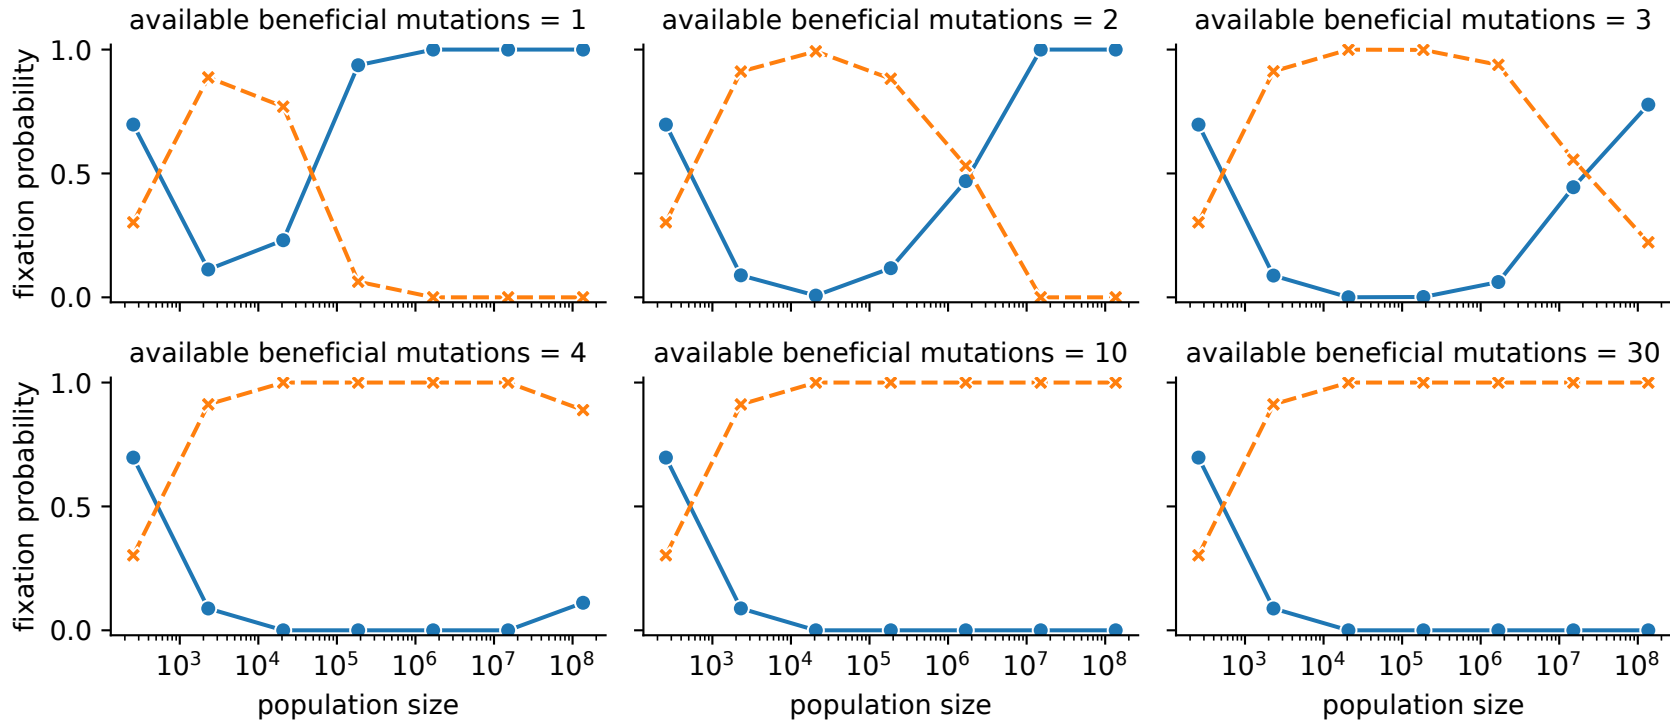 available beneficial mutations = 1
available beneficial mutations = 2
available beneficial mutations = 3
fixation probability
1.0
0.5
0.0
available beneficial mutations = 4
available beneficial mutations = 10
available beneficial mutations = 30
fixation probability
1.0
0.5
0.0
10³ 10⁴ 10⁵ 10⁶ 10⁷ 10⁸
10³ 10⁴ 10⁵ 10⁶ 10⁷ 10⁸
10³ 10⁴ 10⁵ 10⁶ 10⁷ 10⁸
population size
population size
population size